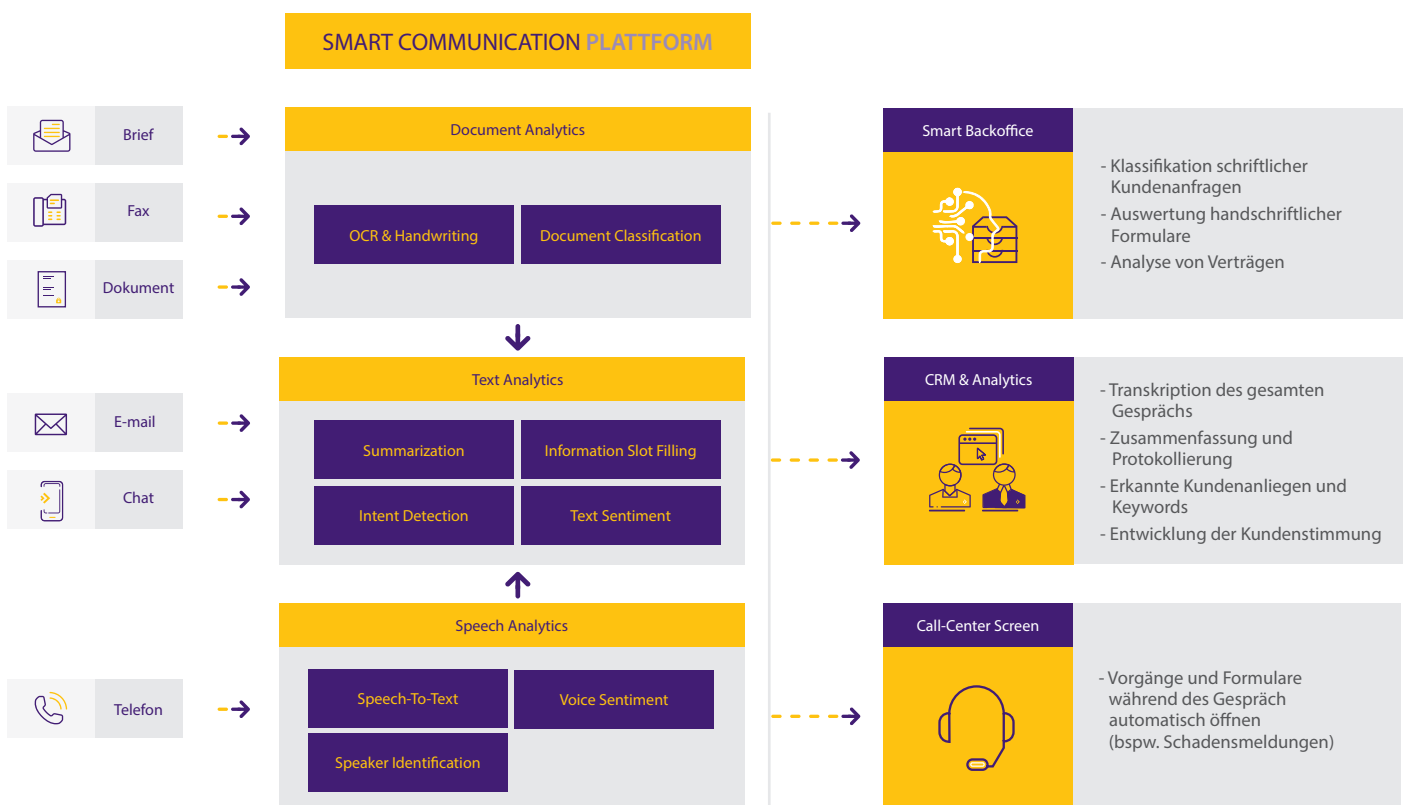 SMART COMMUNICATION PLATTFORM
Brief
Fax
Dokument
E-mail
Chat
Telefon
Document Analytics
OCR & Handwriting
Document Classification
Text Analytics
Summarization
Information Slot Filling
Intent Detection
Text Sentiment
Speech Analytics
Speech-To-Text
Voice Sentiment
Speaker Identification
Smart Backoffice
- Klassifikation schriftlicher
Kundenanfragen
- Auswertung handschriftlicher
Formulare
- Analyse von Verträgen
CRM & Analytics
- Transkription des gesamten
Gesprächs
- Zusammenfassung und
Protokollierung
- Erkannte Kundenanliegen und
Keywords
- Entwicklung der Kundenstimmung
Call-Center Screen
- Vorgänge und Formulare
während des Gespräch
automatisch öffnen
(bspw. Schadensmeldungen)